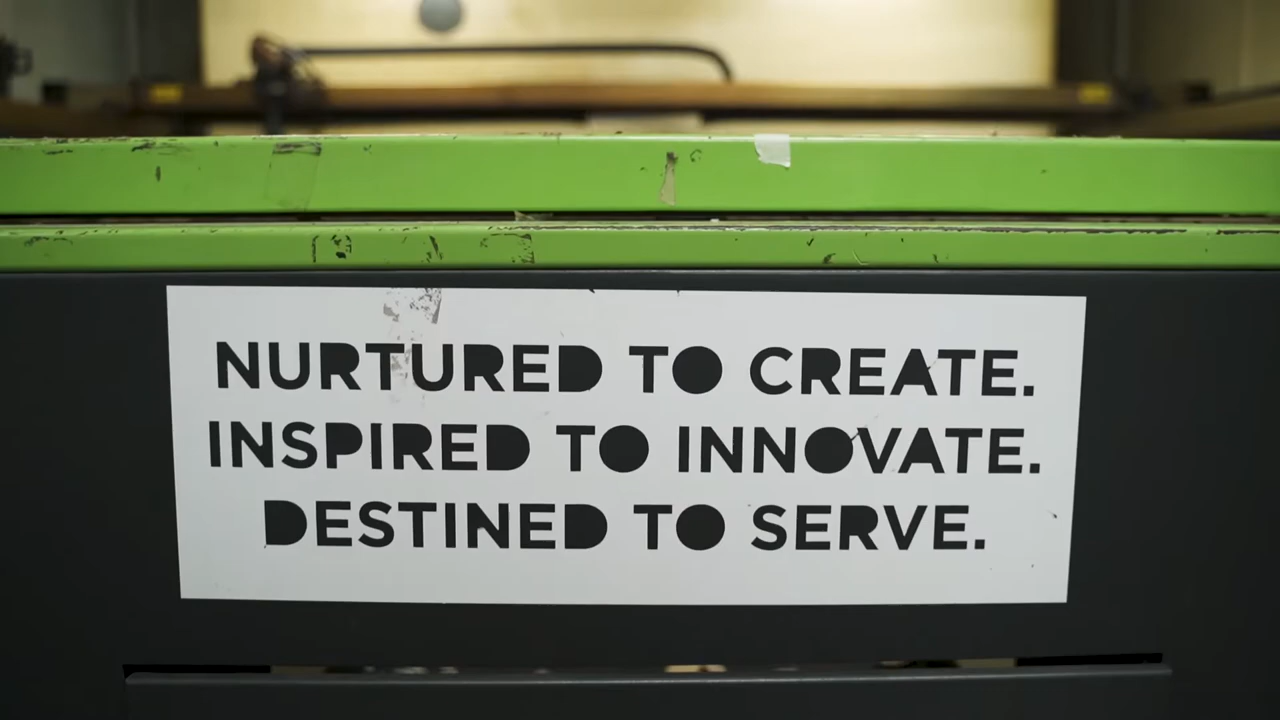 NURTURED TO CREATE.
INSPIRED TO INNOVATE.
DESTINED TO SERVE.